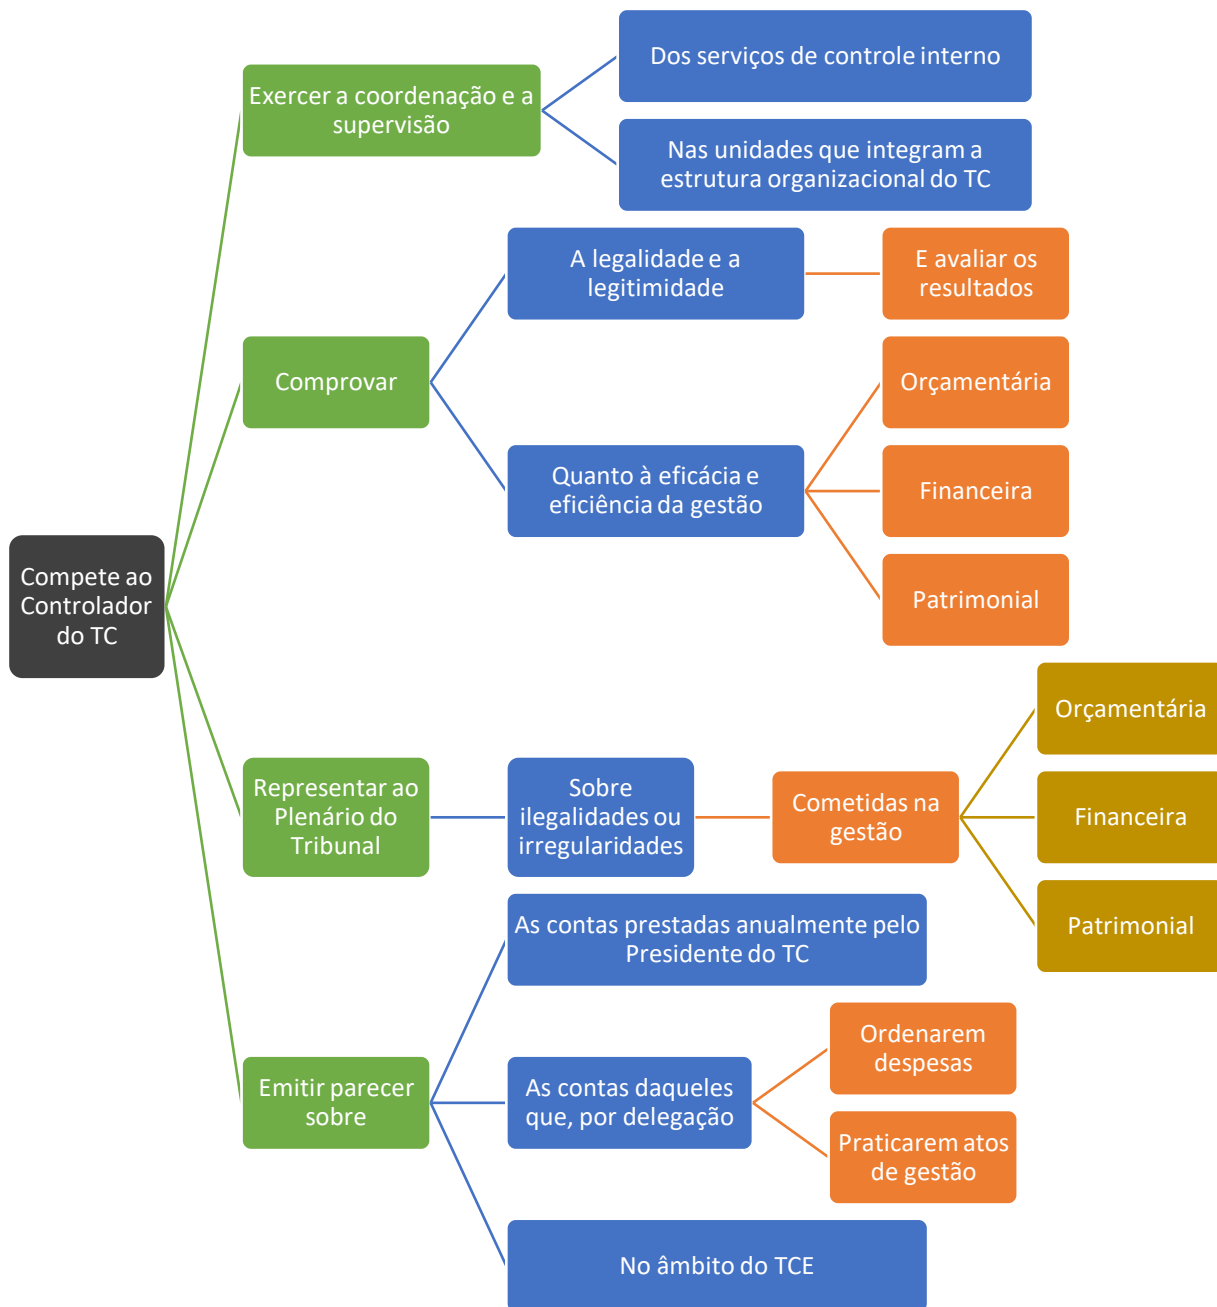 Compete ao
Controlador
do TC
Exercer a coordenação e a
supervisão
Dos serviços de controle interno
Nas unidades que integram a
estrutura organizacional do TC
Comprovar
A legalidade e a
legitimidade
E avaliar os
resultados
Quanto à eficácia e
eficiência da gestão
Orçamentária
Financeira
Patrimonial
Representar ao
Plenário do
Tribunal
Sobre
ilegalidades ou
irregularidades
Cometidas na
gestão
Orçamentária
Financeira
Patrimonial
Emitir parecer
sobre
As contas prestadas anualmente pelo
Presidente do TC
As contas daqueles
que, por delegação
Ordenarem
despesas
Praticarem atos
de gestão
No âmbito do TCE